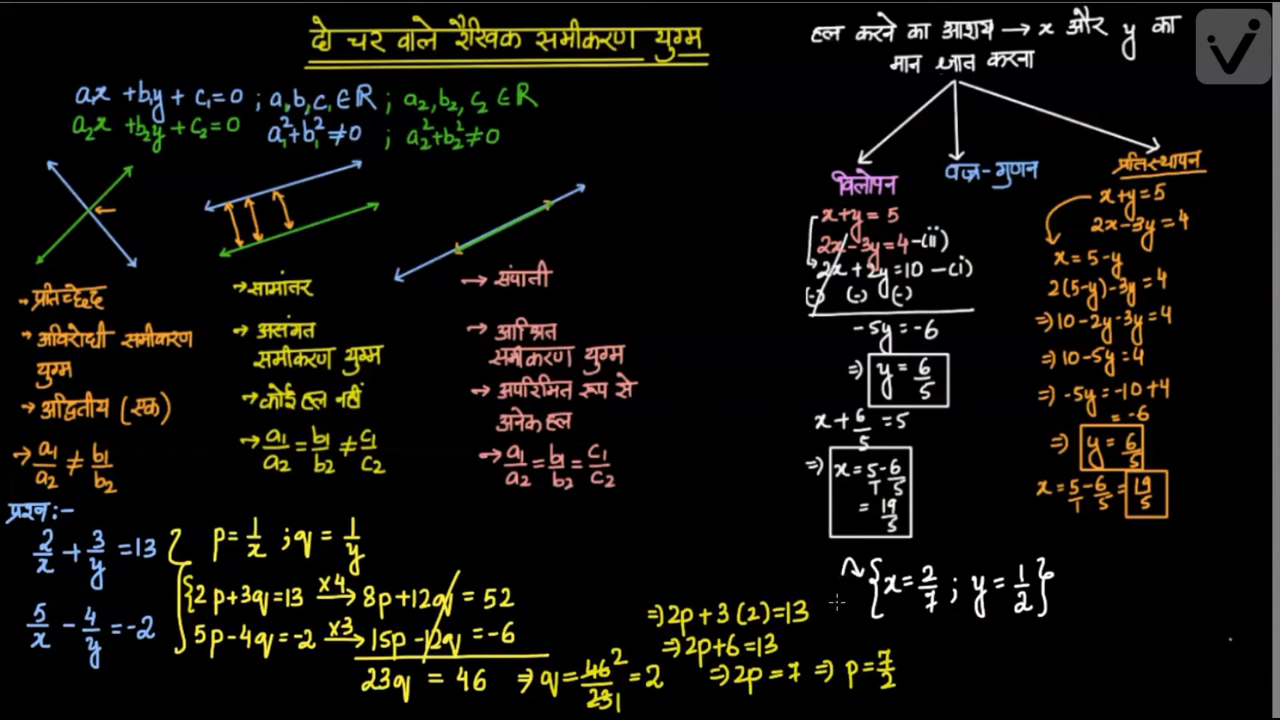 दो चर वाले रैखिक समीकरण युग्म
a₁x + b₁y + c₁ = 0 ; a₁, b₁, c₁ ∈ ℝ ; a₂, b₂, c₂ ∈ ℝ
a₂x + b₂y + c₂ = 0 a₁² + b₁² ≠ 0 ; a₂² + b₂² ≠ 0
→ प्रतिच्छेद
→ अविरोधी समीकरण
युग्म
→ अद्वितीय (एक)
→ a₁/a₂ ≠ b₁/b₂
→ सामांतर
→ असंगत
समीकरण युग्म
→ कोई हल नहीं
→ a₁/a₂ = b₁/b₂ ≠ c₁/c₂
→ संपाती
→ आश्रित
समीकरण युग्म
→ अपरिमित रूप से
अनेक हल
→ a₁/a₂ = b₁/b₂ = c₁/c₂
हल करने का आशय → x और y का
मान ज्ञात करना
विलोपन
x + y = 5
2x - 3y = 4 - (ii)
2x + 2y = 10 - (i)
(-) (-) (-)
-5y = -6
⇒ y = 6/5
x + 6/5 = 5
⇒ x = 5/1 - 6/5
= 19/5
वज्र-गुणन
प्रतिस्थापन
x + y = 5
2x - 3y = 4
x = 5 - y
2(5-y) - 3y = 4
⇒ 10 - 2y - 3y = 4
⇒ 10 - 5y = 4
⇒ -5y = -10 + 4
= -6
⇒ y = 6/5
x = 5/1 - 6/5 = 19/5
प्रश्न :-
2/x + 3/y = 13
5/x - 4/y = -2
p = 1/x ; q = 1/y
2p + 3q = 13 ×4→ 8p + 12q = 52
5p - 4q = -2 ×3→ 15p - 12q = -6
23q = 46 ⇒ q = 46/23 = 2
⇒ 2p + 3(2) = 13
⇒ 2p + 6 = 13
⇒ 2p = 7 ⇒ p = 7/2
{x = 2/7 ; y = 1/2}